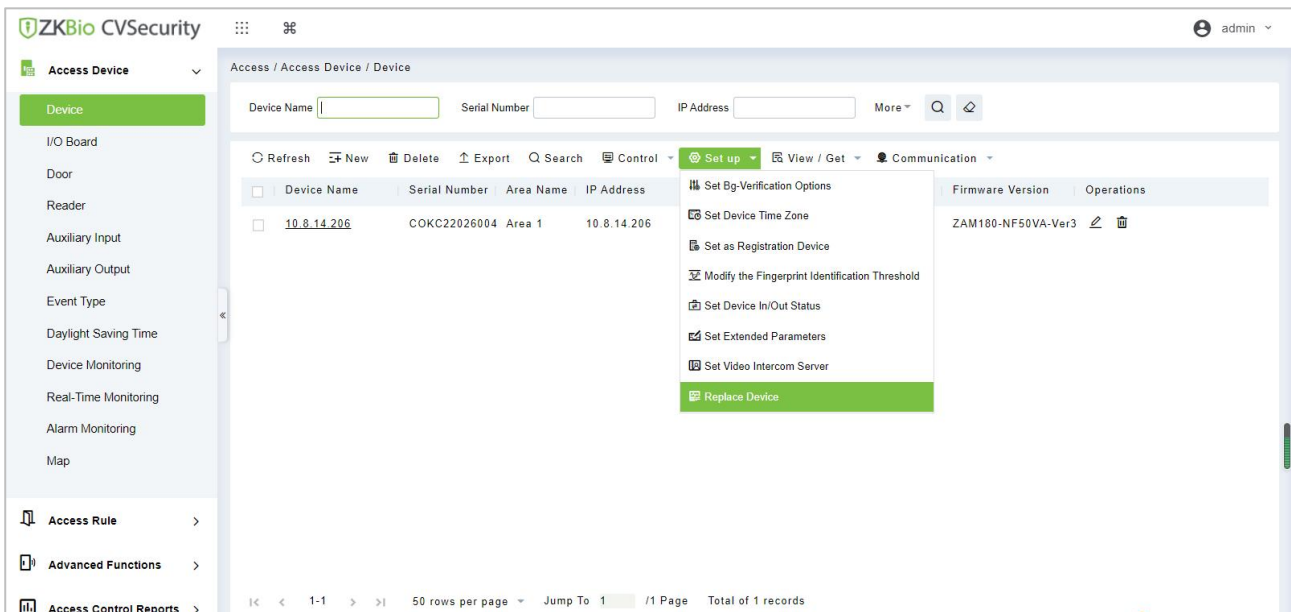 ZKBio CVSecurity
admin
Access Device
Device
I/O Board
Door
Reader
Auxiliary Input
Auxiliary Output
Event Type
Daylight Saving Time
Device Monitoring
Real-Time Monitoring
Alarm Monitoring
Map
Access Rule
Advanced Functions
Access Control Reports
Access / Access Device / Device
Device Name Serial Number IP Address More
Refresh New Delete Export Search Control Set up View / Get Communication
Device Name Serial Number Area Name IP Address Firmware Version Operations
10.8.14.206 COKC22026004 Area 1 10.8.14.206 ZAM180-NF50VA-Ver3
Set Bg-Verification Options
Set Device Time Zone
Set as Registration Device
Modify the Fingerprint Identification Threshold
Set Device In/Out Status
Set Extended Parameters
Set Video Intercom Server
Replace Device
1-1 50 rows per page Jump To 1 /1 Page Total of 1 records